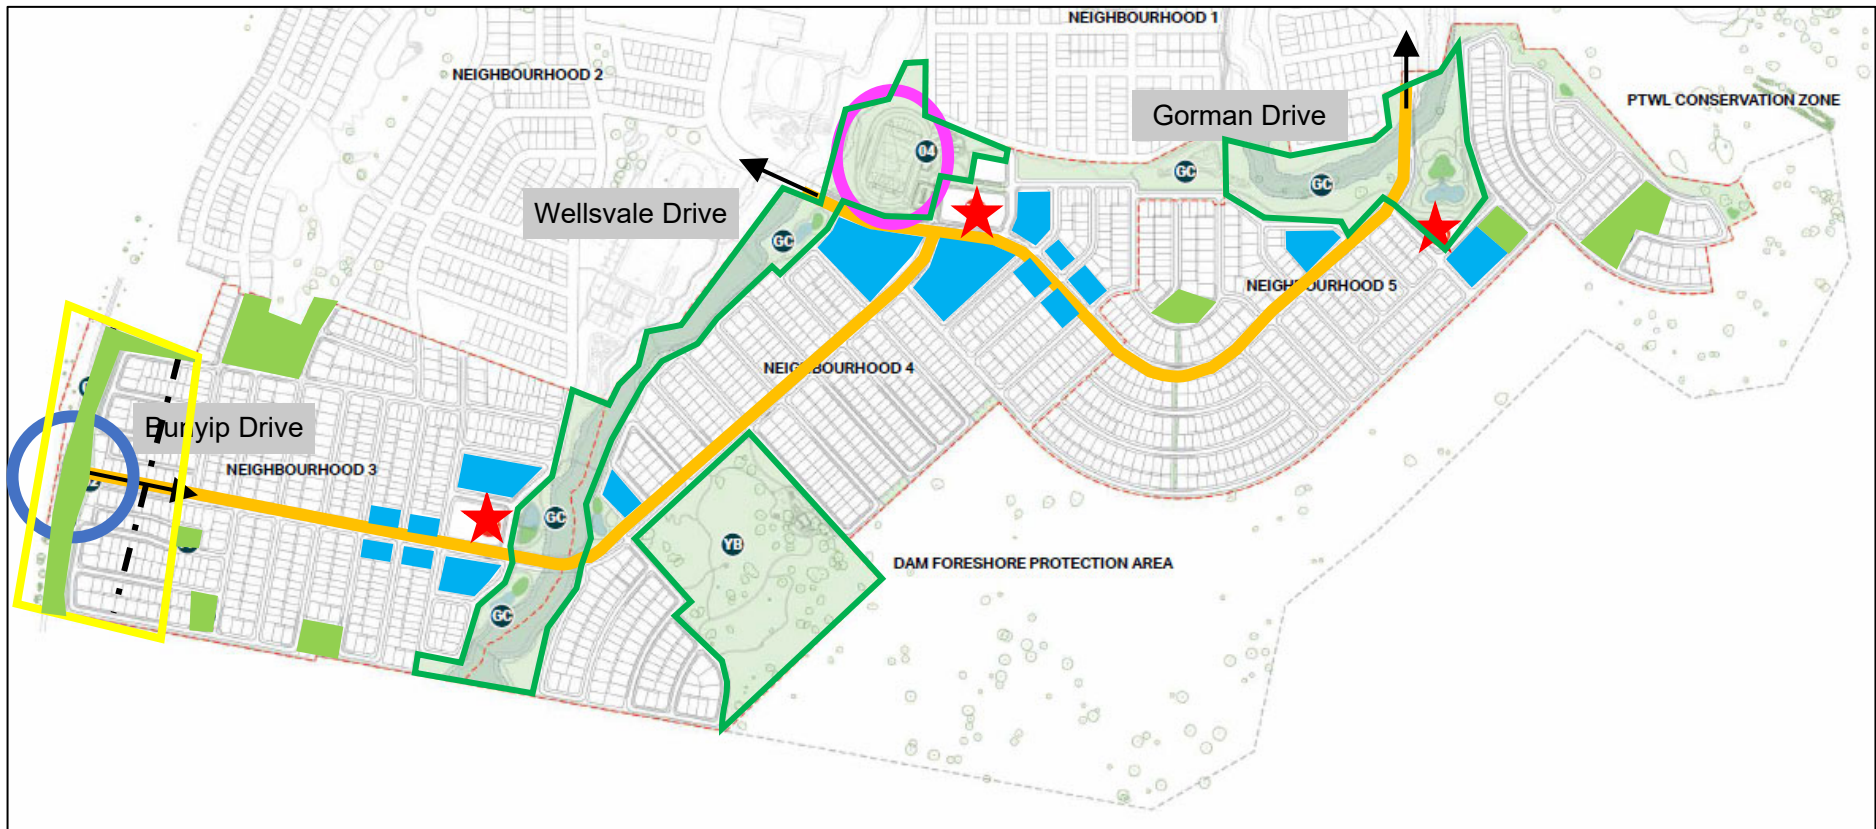 NEIGHBOURHOOD 1
NEIGHBOURHOOD 2
PTWL CONSERVATION ZONE
Gorman Drive
04
GC
GC
Wellsvale Drive
GC
NEIGHBOURHOOD 5
NEIGHBOURHOOD 4
Bunyip Drive
NEIGHBOURHOOD 3
GC
YB
DAM FORESHORE PROTECTION AREA
GC